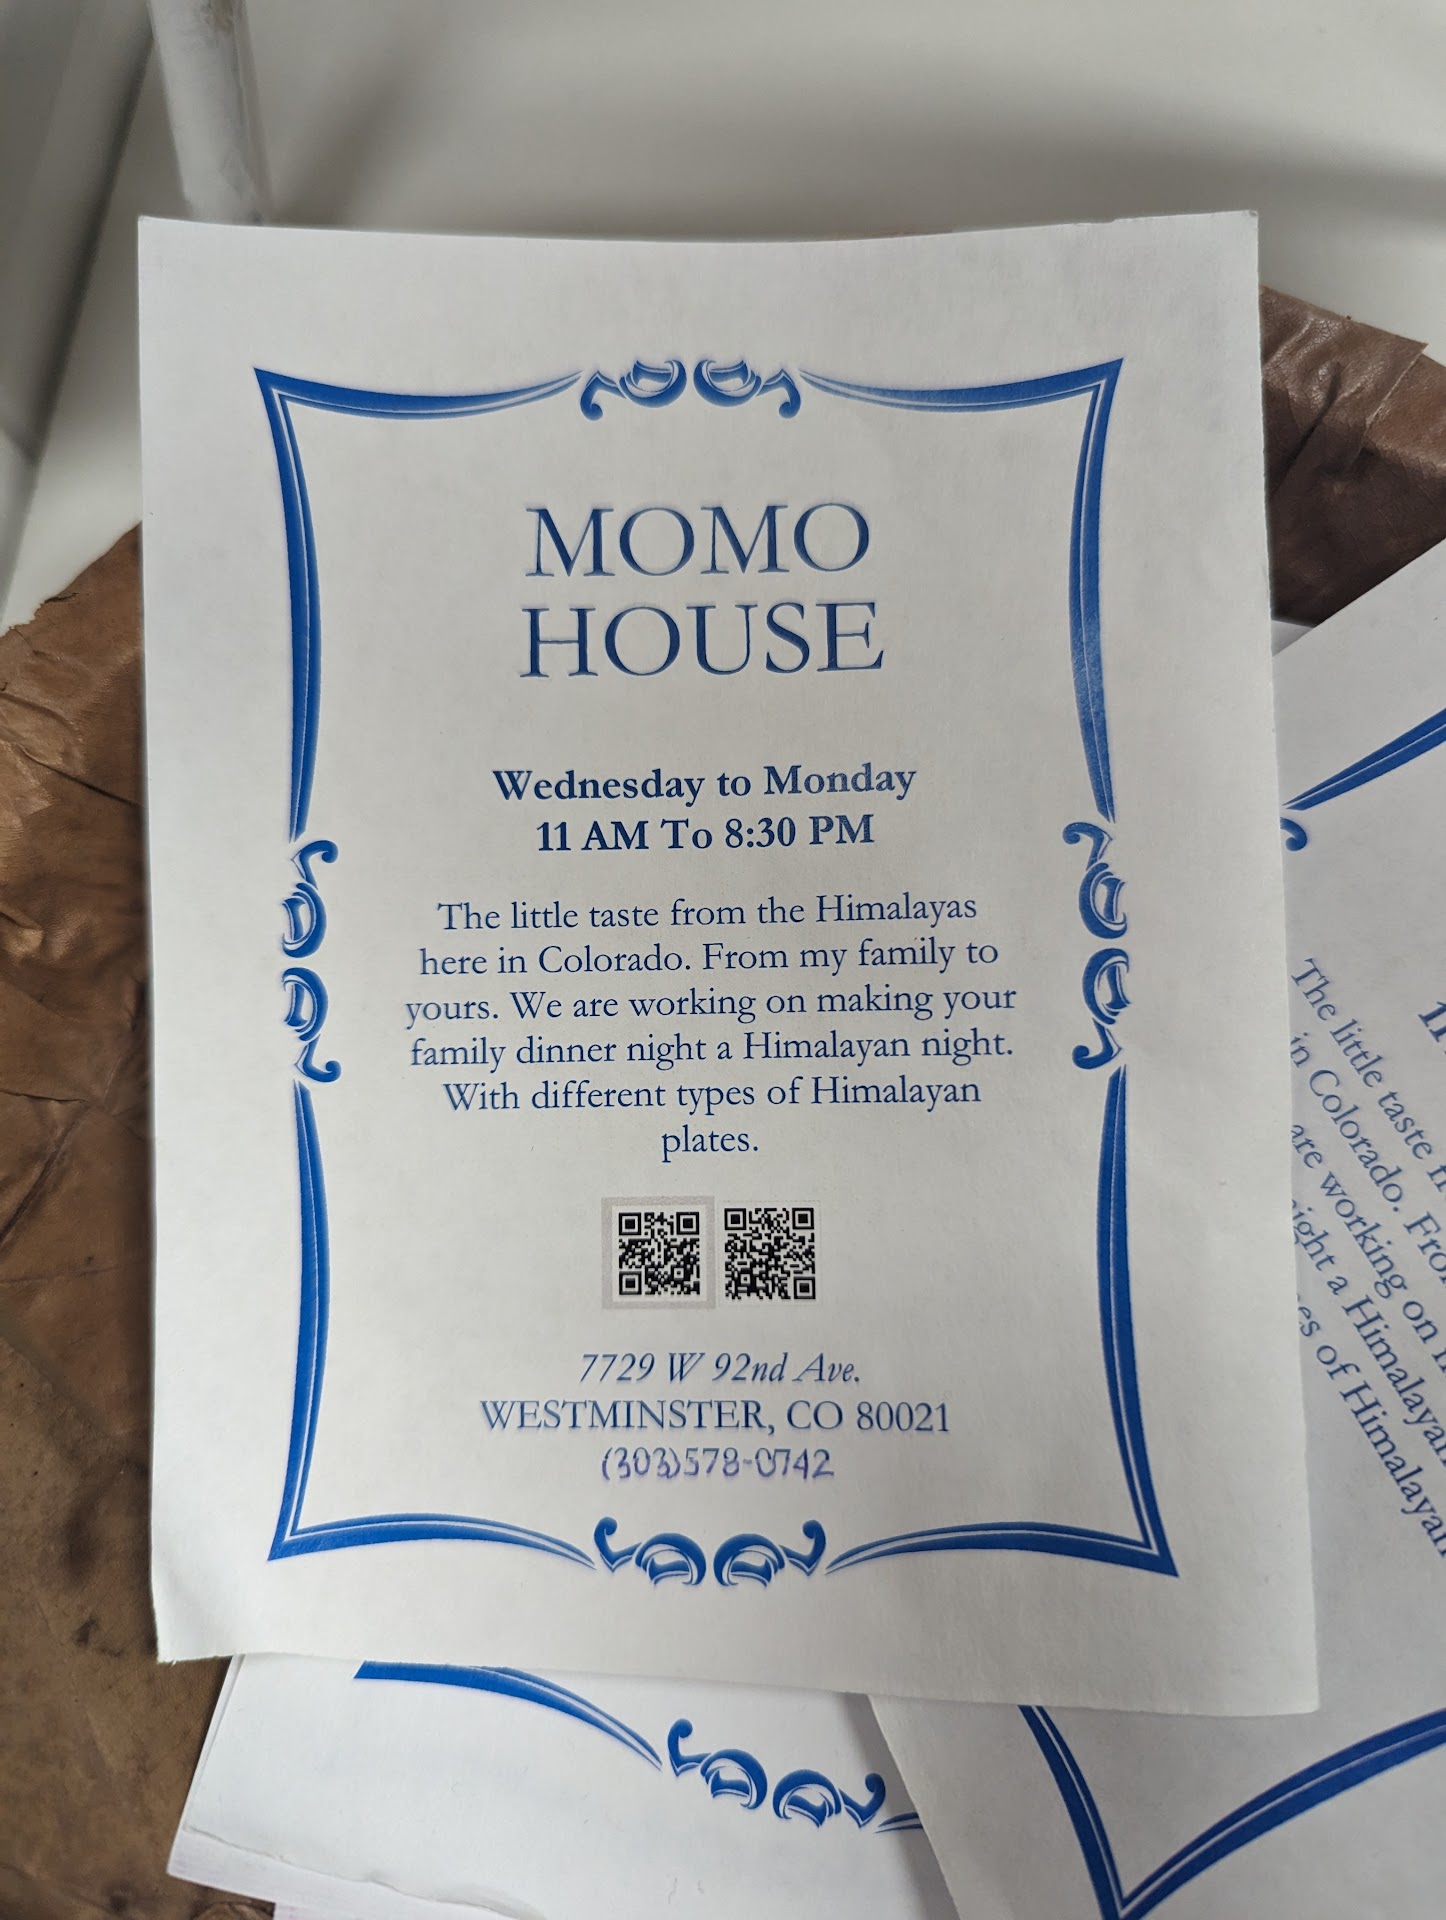 MOMO
HOUSE
Wednesday to Monday
11 AM To 8:30 PM
The little taste from the Himalayas
here in Colorado. From my family to
yours. We are working on making your
family dinner night a Himalayan night.
With different types of Himalayan
plates.
7729 W 92nd Ave.
WESTMINSTER, CO 80021
(303)578-0742
11
The little taste
in Colorado.
are working on
a Himalayan
of Himalayan